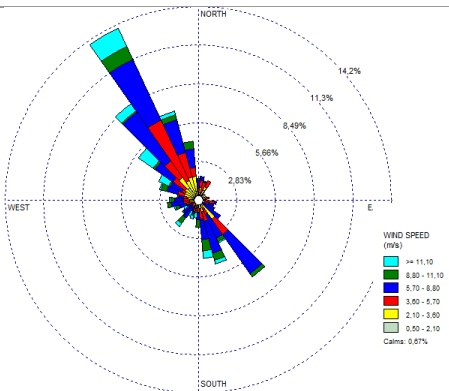 NORTH
14,2%
11,3%
8,49%
5,66%
2,83%
WEST
E
WIND SPEED
(m/s)
>= 11,10
8,80 - 11,10
5,70 - 8,80
3,60 - 5,70
2,10 - 3,60
0,50 - 2,10
Calms: 0,67%
SOUTH